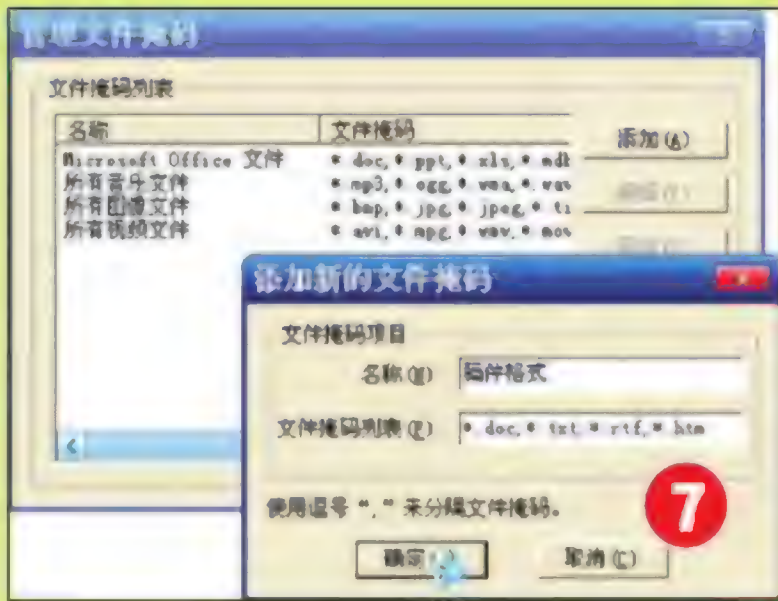 管理文件掩码
文件掩码列表
名称 文件掩码
添加(A)
Microsoft Office 文件 *.doc,*.ppt,*.xls,*.mdb
所有音乐文件 *.mp3,*.ogg,*.wma,*.wav
所有图像文件 *.bmp,*.jpg,*.jpeg,*.ti
所有视频文件 *.avi,*.mpg,*.wmv,*.mov
添加新的文件掩码
文件掩码项目
名称(N) 稿件格式
文件掩码列表(F) *.doc,*.txt,*.rtf,*.htm
使用逗号“,”来分隔文件掩码。
7
确定 取消(C)